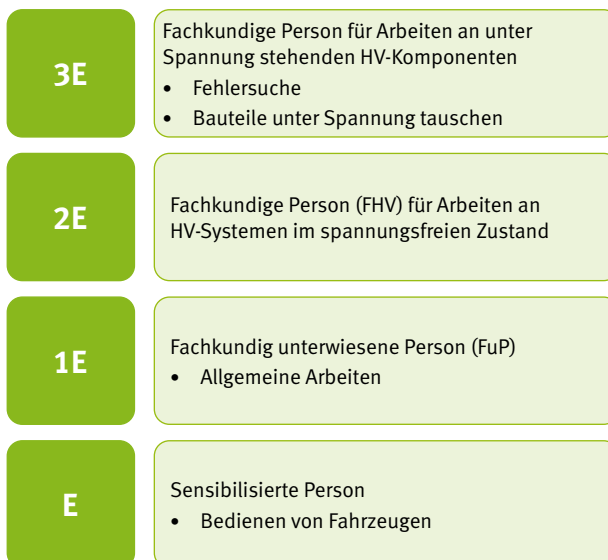 3E
Fachkundige Person für Arbeiten an unter
Spannung stehenden HV-Komponenten
• Fehlersuche
• Bauteile unter Spannung tauschen
2E
Fachkundige Person (FHV) für Arbeiten an
HV-Systemen im spannungsfreien Zustand
1E
Fachkundig unterwiesene Person (FuP)
• Allgemeine Arbeiten
E
Sensibilisierte Person
• Bedienen von Fahrzeugen